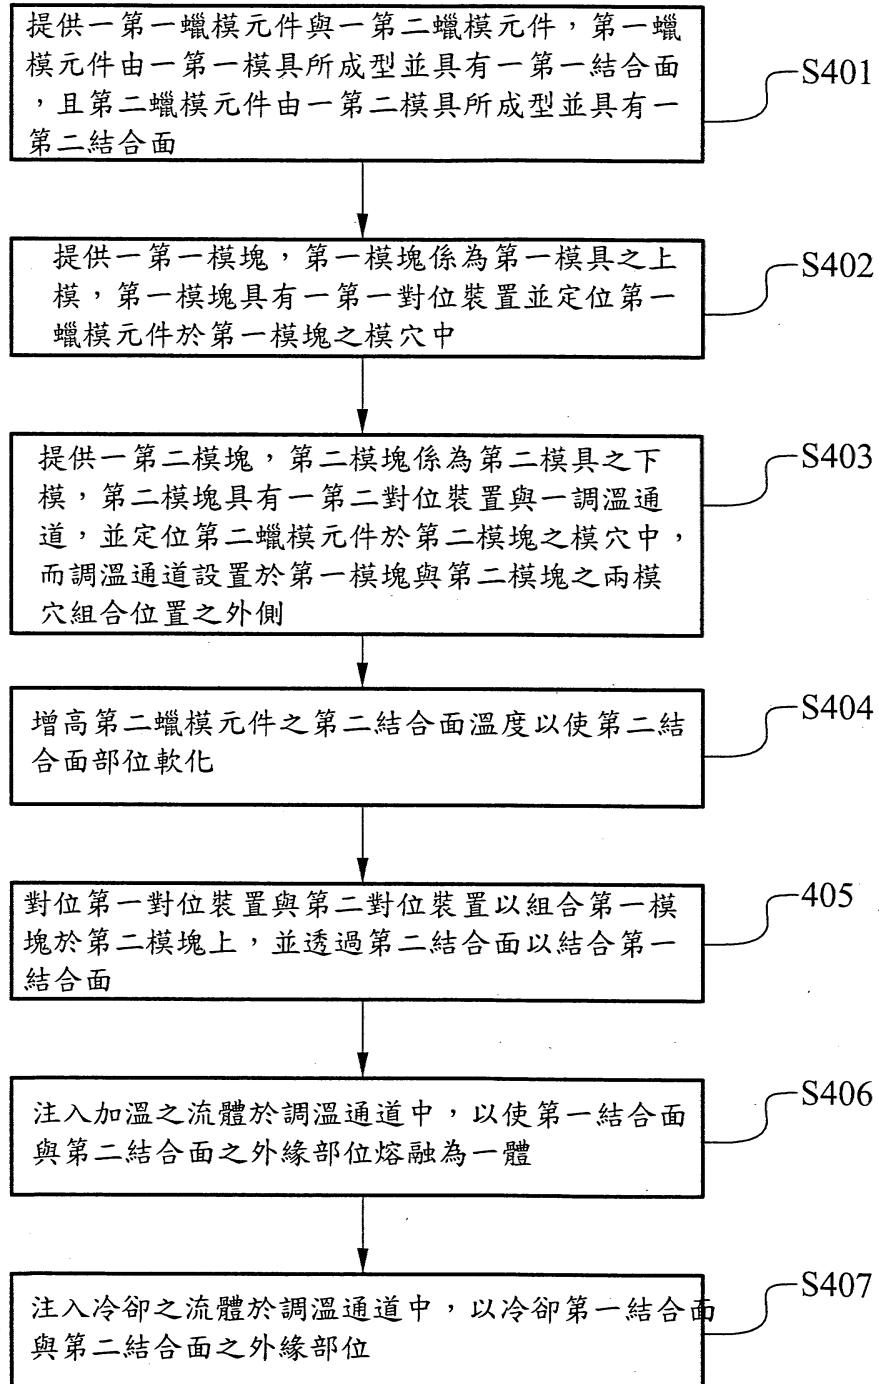 提供一第一蠟模元件與一第二蠟模元件，第一蠟
模元件由一第一模具所成型並具有一第一結合面
，且第二蠟模元件由一第二模具所成型並具有一
第二結合面
S401
提供一第一模塊，第一模塊係為第一模具之上
模，第一模塊具有一第一對位裝置並定位第一
蠟模元件於第一模塊之模穴中
S402
提供一第二模塊，第二模塊係為第二模具之下
模，第二模塊具有一第二對位裝置與一調溫通
道，並定位第二蠟模元件於第二模塊之模穴中，
而調溫通道設置於第一模塊與第二模塊之兩模
穴組合位置之外側
S403
增高第二蠟模元件之第二結合面溫度以使第二結
合面部位軟化
S404
對位第一對位裝置與第二對位裝置以組合第一模
塊於第二模塊上，並透過第二結合面以結合第一
結合面
405
注入加溫之流體於調溫通道中，以使第一結合面
與第二結合面之外緣部位熔融為一體
S406
注入冷卻之流體於調溫通道中，以冷卻第一結合面
與第二結合面之外緣部位
S407